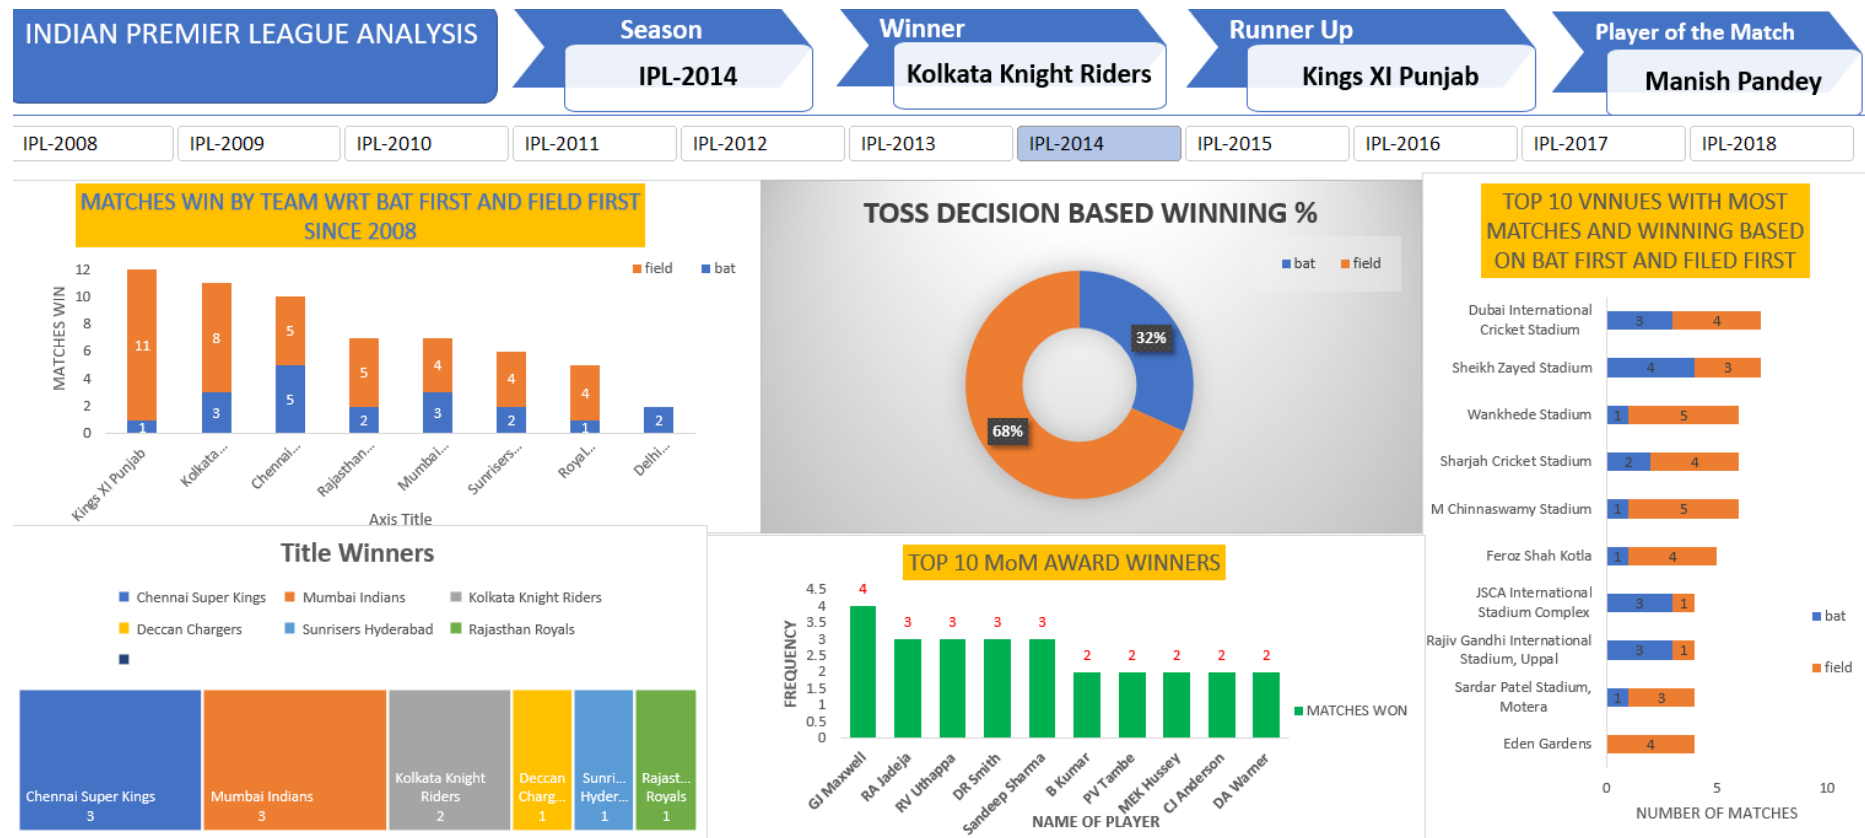 INDIAN PREMIER LEAGUE ANALYSIS
Season
IPL-2014
Winner
Kolkata Knight Riders
Runner Up
Kings XI Punjab
Player of the Match
Manish Pandey
IPL-2008
IPL-2009
IPL-2010
IPL-2011
IPL-2012
IPL-2013
IPL-2014
IPL-2015
IPL-2016
IPL-2017
IPL-2018
MATCHES WIN BY TEAM WRT BAT FIRST AND FIELD FIRST
SINCE 2008
field bat
MATCHES WIN
12
10
8
6
4
2
0
11 8 5 5 4 4 4
1 3 5 2 3 2 1 2
Kings XI Punjab
Kolkata...
Chennai...
Rajasthan...
Mumbai...
Sunrisers...
Royal...
Delhi...
Axis Title
TOSS DECISION BASED WINNING %
bat field
32%
68%
TOP 10 VNNUES WITH MOST
MATCHES AND WINNING BASED
ON BAT FIRST AND FILED FIRST
Dubai International
Cricket Stadium
3 4
Sheikh Zayed Stadium
4 3
Wankhede Stadium
1 5
Sharjah Cricket Stadium
2 4
M Chinnaswamy Stadium
1 5
Feroz Shah Kotla
1 4
JSCA International
Stadium Complex
3 1
Rajiv Gandhi International
Stadium, Uppal
3 1
Sardar Patel Stadium,
Motera
1 3
Eden Gardens
4
bat
field
0 5 10
NUMBER OF MATCHES
Title Winners
Chennai Super Kings Mumbai Indians Kolkata Knight Riders
Deccan Chargers Sunrisers Hyderabad Rajasthan Royals
Chennai Super Kings
3
Mumbai Indians
3
Kolkata Knight
Riders
2
Deccan
Charg...
1
Sunri...
Hyder...
1
Rajast...
Royals
1
TOP 10 MoM AWARD WINNERS
FREQUENCY
4.5
4
3.5
3
2.5
2
1.5
1
0.5
0
4 3 3 3 3 2 2 2 2 2
MATCHES WON
GJ Maxwell
RA Jadeja
RV Uthappa
DR Smith
Sandeep Sharma
B Kumar
PV Tambe
MEK Hussey
CJ Anderson
DA Warner
NAME OF PLAYER